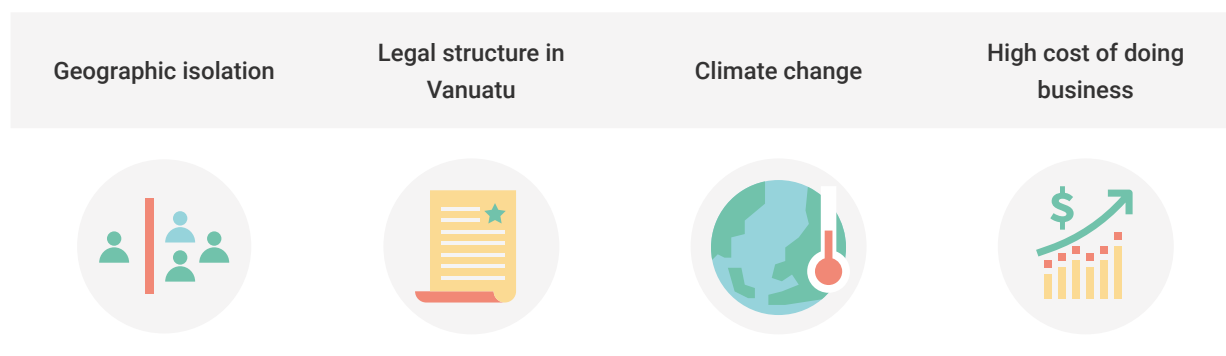 Geographic isolation
Legal structure in
Vanuatu
Climate change
High cost of doing
business
$